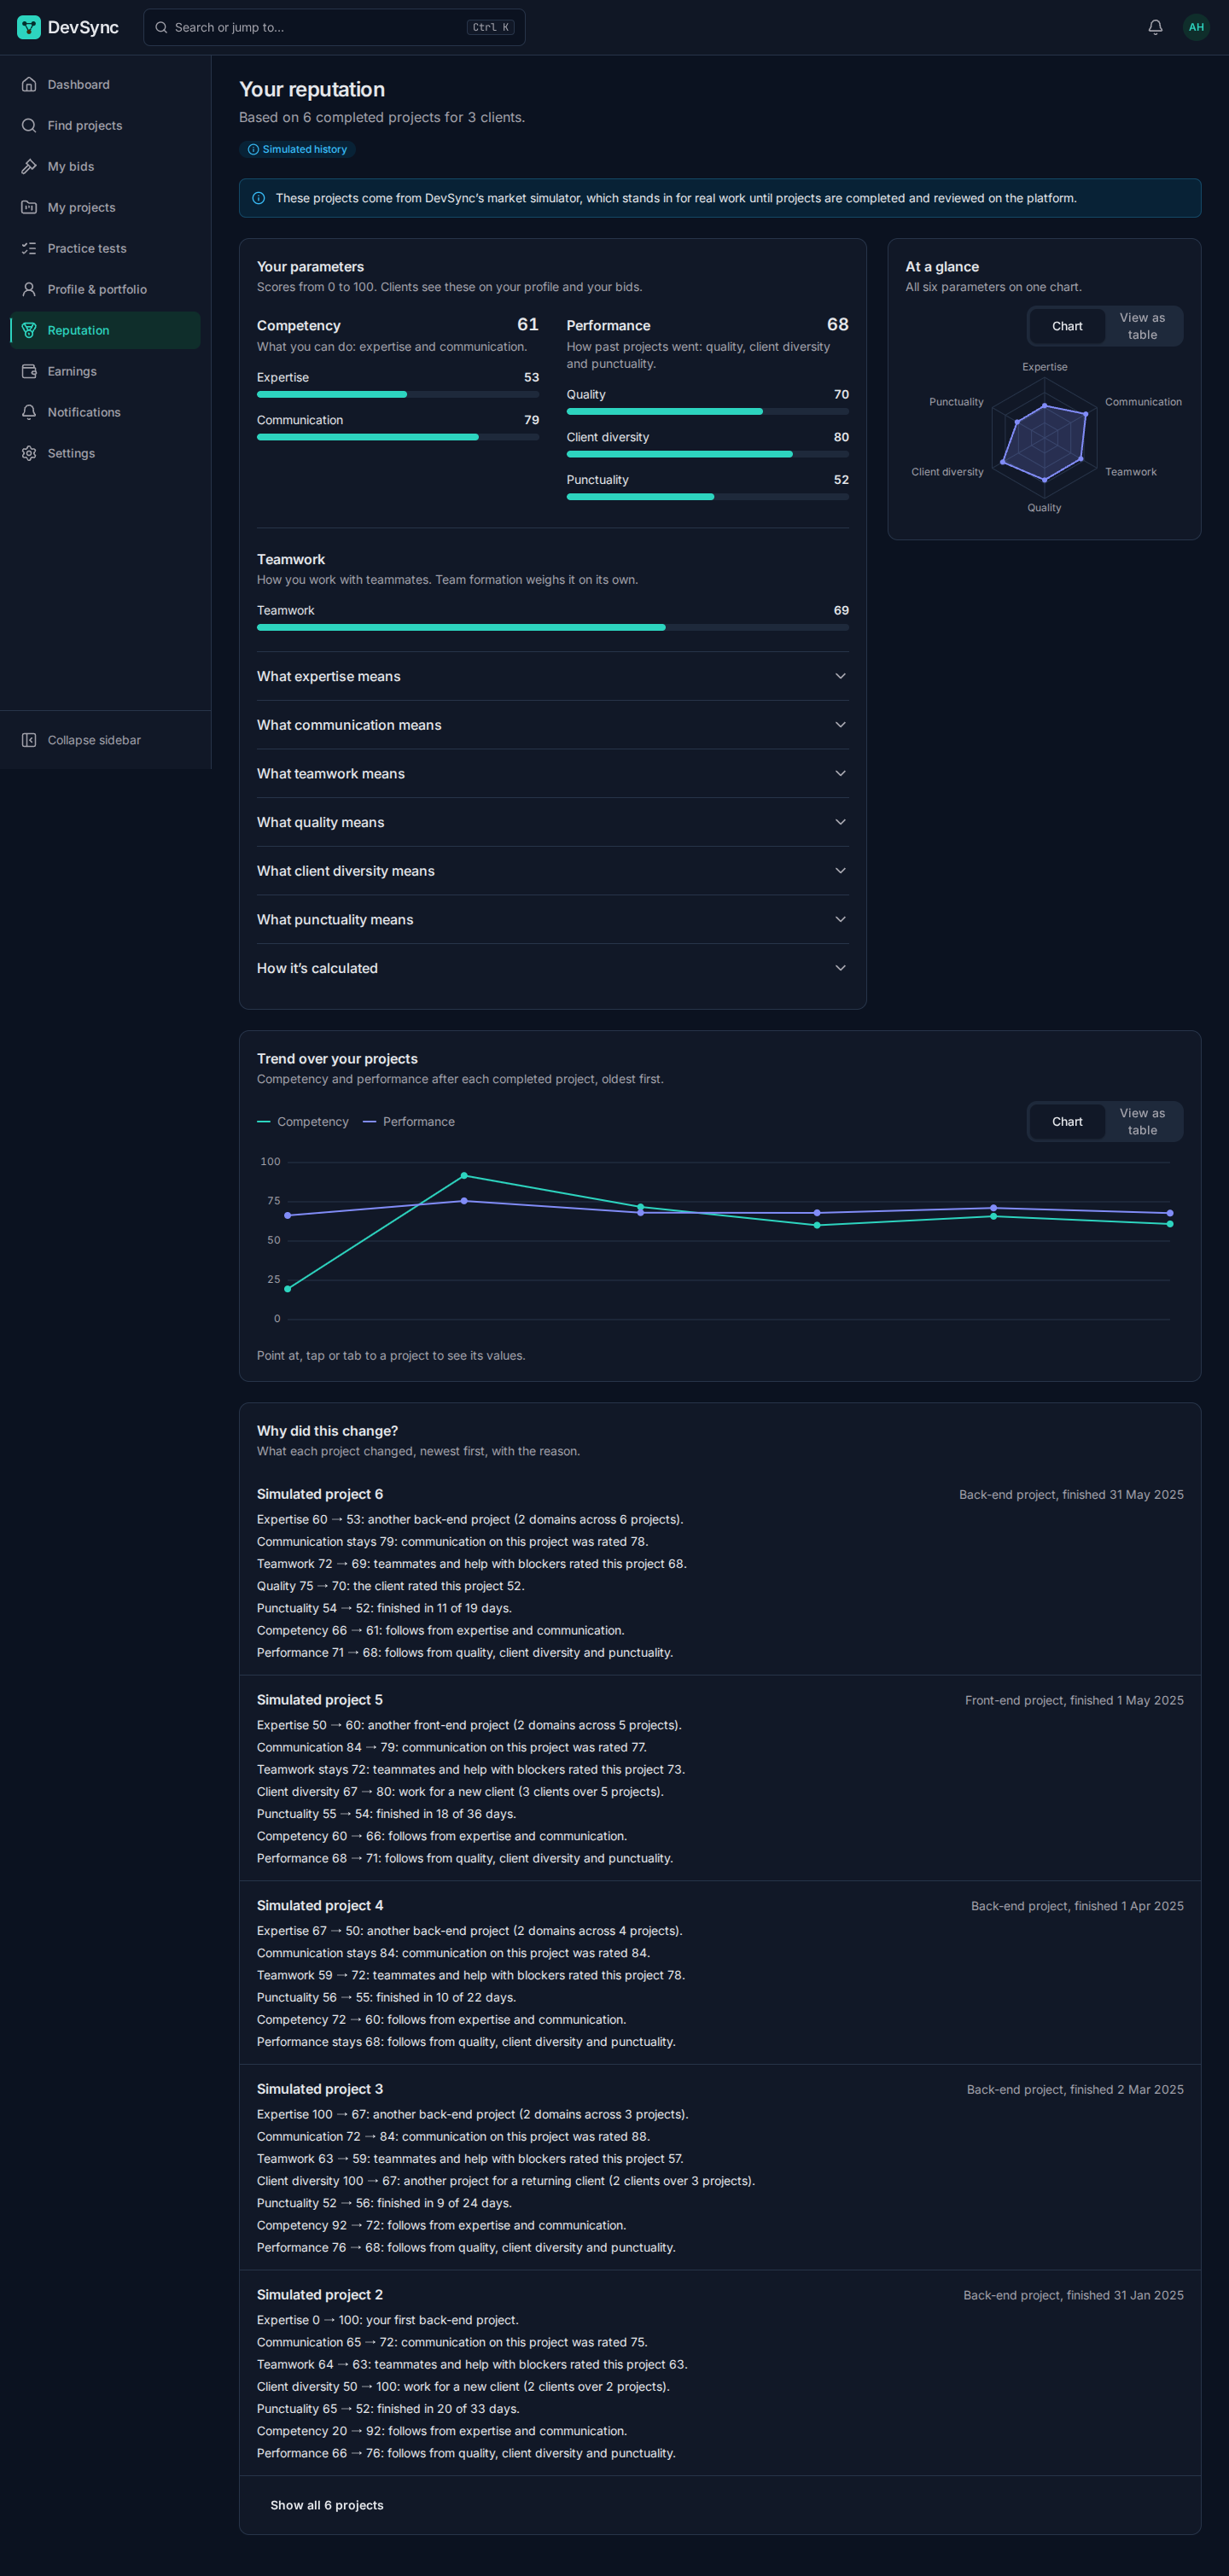 DevSync
Search or jump to...
Ctrl K
AH
Dashboard
Find projects
My bids
My projects
Practice tests
Profile & portfolio
Reputation
Earnings
Notifications
Settings
Collapse sidebar
Your reputation
Based on 6 completed projects for 3 clients.
Simulated history
These projects come from DevSync’s market simulator, which stands in for real work until projects are completed and reviewed on the platform.
Your parameters
Scores from 0 to 100. Clients see these on your profile and your bids.
Competency 61
What you can do: expertise and communication.
Expertise 53
Communication 79
Performance 68
How past projects went: quality, client diversity
and punctuality.
Quality 70
Client diversity 80
Punctuality 52
Teamwork
How you work with teammates. Team formation weighs it on its own.
Teamwork 69
What expertise means
What communication means
What teamwork means
What quality means
What client diversity means
What punctuality means
How it’s calculated
At a glance
All six parameters on one chart.
Chart
View as
table
Expertise
Punctuality
Communication
Client diversity
Teamwork
Quality
Trend over your projects
Competency and performance after each completed project, oldest first.
Competency
Performance
Chart
View as
table
100
75
50
25
0
Point at, tap or tab to a project to see its values.
Why did this change?
What each project changed, newest first, with the reason.
Simulated project 6
Back-end project, finished 31 May 2025
Expertise 60 → 53: another back-end project (2 domains across 6 projects).
Communication stays 79: communication on this project was rated 78.
Teamwork 72 → 69: teammates and help with blockers rated this project 68.
Quality 75 → 70: the client rated this project 52.
Punctuality 54 → 52: finished in 11 of 19 days.
Competency 66 → 61: follows from expertise and communication.
Performance 71 → 68: follows from quality, client diversity and punctuality.
Simulated project 5
Front-end project, finished 1 May 2025
Expertise 50 → 60: another front-end project (2 domains across 5 projects).
Communication 84 → 79: communication on this project was rated 77.
Teamwork stays 72: teammates and help with blockers rated this project 73.
Client diversity 67 → 80: work for a new client (3 clients over 5 projects).
Punctuality 55 → 54: finished in 18 of 36 days.
Competency 60 → 66: follows from expertise and communication.
Performance 68 → 71: follows from quality, client diversity and punctuality.
Simulated project 4
Back-end project, finished 1 Apr 2025
Expertise 67 → 50: another back-end project (2 domains across 4 projects).
Communication stays 84: communication on this project was rated 84.
Teamwork 59 → 72: teammates and help with blockers rated this project 78.
Punctuality 56 → 55: finished in 10 of 22 days.
Competency 72 → 60: follows from expertise and communication.
Performance stays 68: follows from quality, client diversity and punctuality.
Simulated project 3
Back-end project, finished 2 Mar 2025
Expertise 100 → 67: another back-end project (2 domains across 3 projects).
Communication 72 → 84: communication on this project was rated 88.
Teamwork 63 → 59: teammates and help with blockers rated this project 57.
Client diversity 100 → 67: another project for a returning client (2 clients over 3 projects).
Punctuality 52 → 56: finished in 9 of 24 days.
Competency 92 → 72: follows from expertise and communication.
Performance 76 → 68: follows from quality, client diversity and punctuality.
Simulated project 2
Back-end project, finished 31 Jan 2025
Expertise 0 → 100: your first back-end project.
Communication 65 → 72: communication on this project was rated 75.
Teamwork 64 → 63: teammates and help with blockers rated this project 63.
Client diversity 50 → 100: work for a new client (2 clients over 2 projects).
Punctuality 65 → 52: finished in 20 of 33 days.
Competency 20 → 92: follows from expertise and communication.
Performance 66 → 76: follows from quality, client diversity and punctuality.
Show all 6 projects